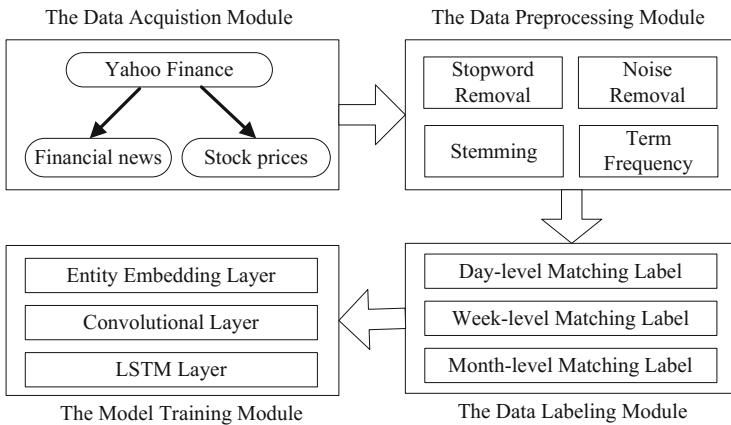 The Data Acquistion Module
Yahoo Finance
Financial news
Stock prices
The Data Preprocessing Module
Stopword
Removal
Noise
Removal
Stemming
Term
Frequency
Day-level Matching Label
Week-level Matching Label
Month-level Matching Label
The Data Labeling Module
Entity Embedding Layer
Convolutional Layer
LSTM Layer
The Model Training Module